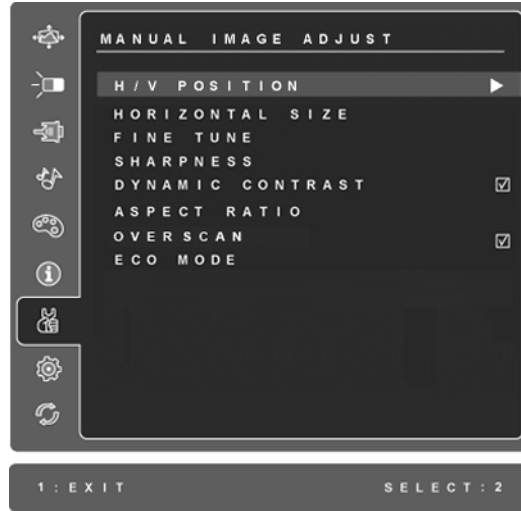 MANUAL IMAGE ADJUST
H/V POSITION
HORIZONTAL SIZE
FINE TUNE
SHARPNESS
DYNAMIC CONTRAST
ASPECT RATIO
OVERSCAN
ECO MODE
1:EXIT SELECT:2